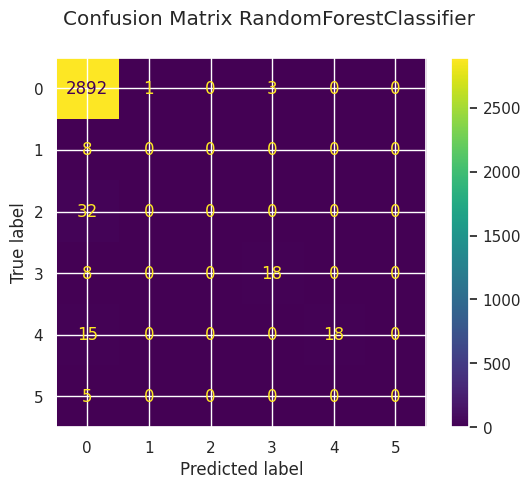 Confusion Matrix RandomForestClassifier
0 2892 1 0 3 0 0
1 8 0 0 0 0 0
2 32 0 0 0 0 0
3 8 0 0 18 0 0
4 15 0 0 0 18 0
5 5 0 0 0 0 0
0 1 2 3 4 5
True label
Predicted label
2500
2000
1500
1000
500
0